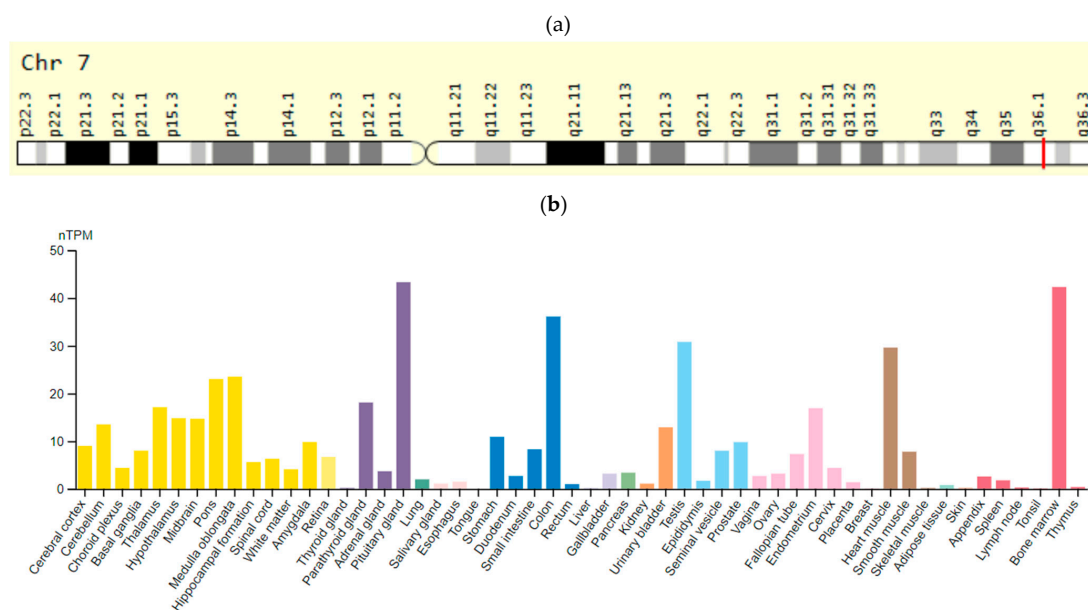 (a)
Chr 7
p22.3 p22.1 p21.3 p21.2 p21.1 p15.3 p14.3 p14.1 p12.3 p12.1 p11.2 q11.21 q11.22 q11.23 q21.11 q21.13 q21.3 q22.1 q22.3 q31.1 q31.2 q31.31 q31.32 q31.33 q33 q34 q35 q36.1 q36.3
(b)
nTPM
50
40
30
20
10
0
Cerebral cortex
Cerebellum
Choroid plexus
Basal ganglia
Thalamus
Hypothalamus
Midbrain
Pons
Medulla oblongata
Hippocampal formation
Spinal cord
White matter
Amygdala
Retina
Thyroid gland
Parathyroid gland
Adrenal gland
Pituitary gland
Lung
Salivary gland
Esophagus
Tongue
Stomach
Duodenum
Small intestine
Colon
Rectum
Liver
Gallbladder
Pancreas
Kidney
Urinary bladder
Testis
Epididymis
Seminal vesicle
Prostate
Vagina
Ovary
Fallopian tube
Endometrium
Cervix
Placenta
Breast
Heart muscle
Smooth muscle
Skeletal muscle
Adipose tissue
Skin
Appendix
Spleen
Lymph node
Tonsil
Bone marrow
Thymus